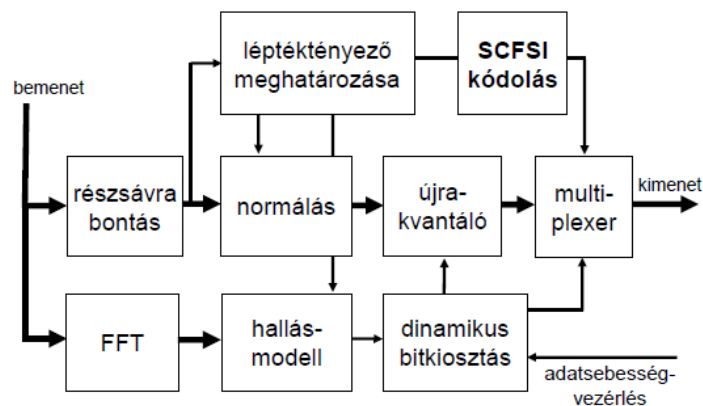 léptéktényező
meghatározása
SCFSI
kódolás
bemenet
részsávra
bontás
normálás
újra-
kvantáló
multi-
plexer
kimenet
FFT
hallás-
modell
dinamikus
bitkiosztás
adatsebesség-
vezérlés